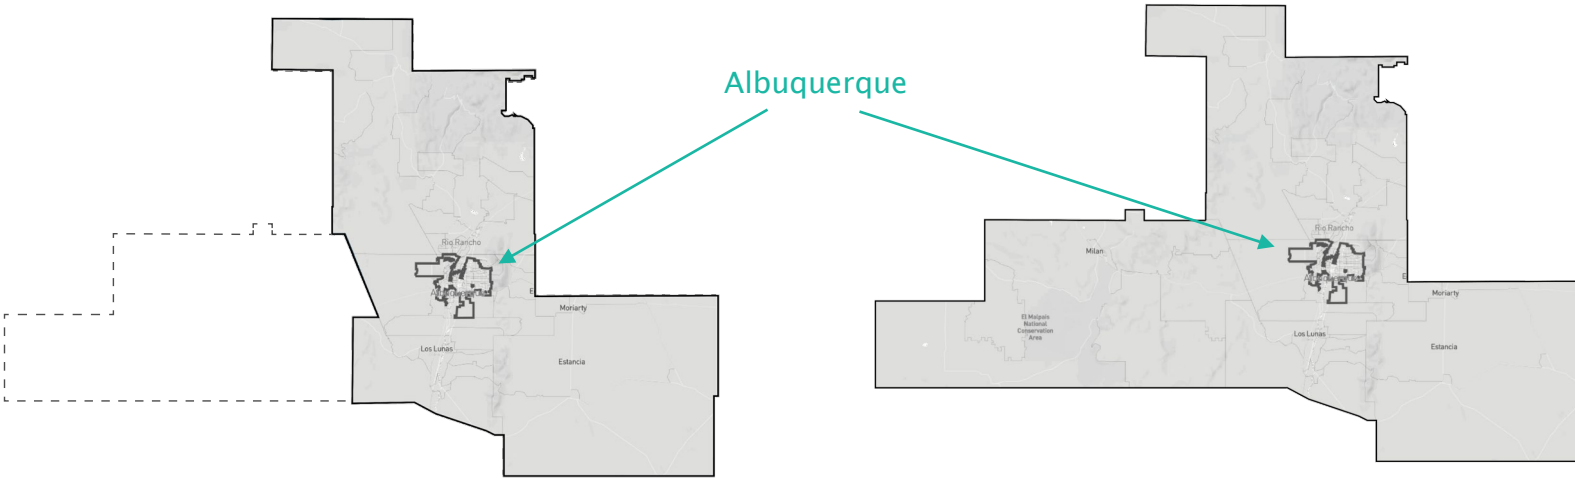 Albuquerque
Rio Rancho
Moriarty
Los Lunas
Estancia
Rio Rancho
Milan
E
Moriarty
El Malpais
National
Conservation
Area
Los Lunas
Estancia